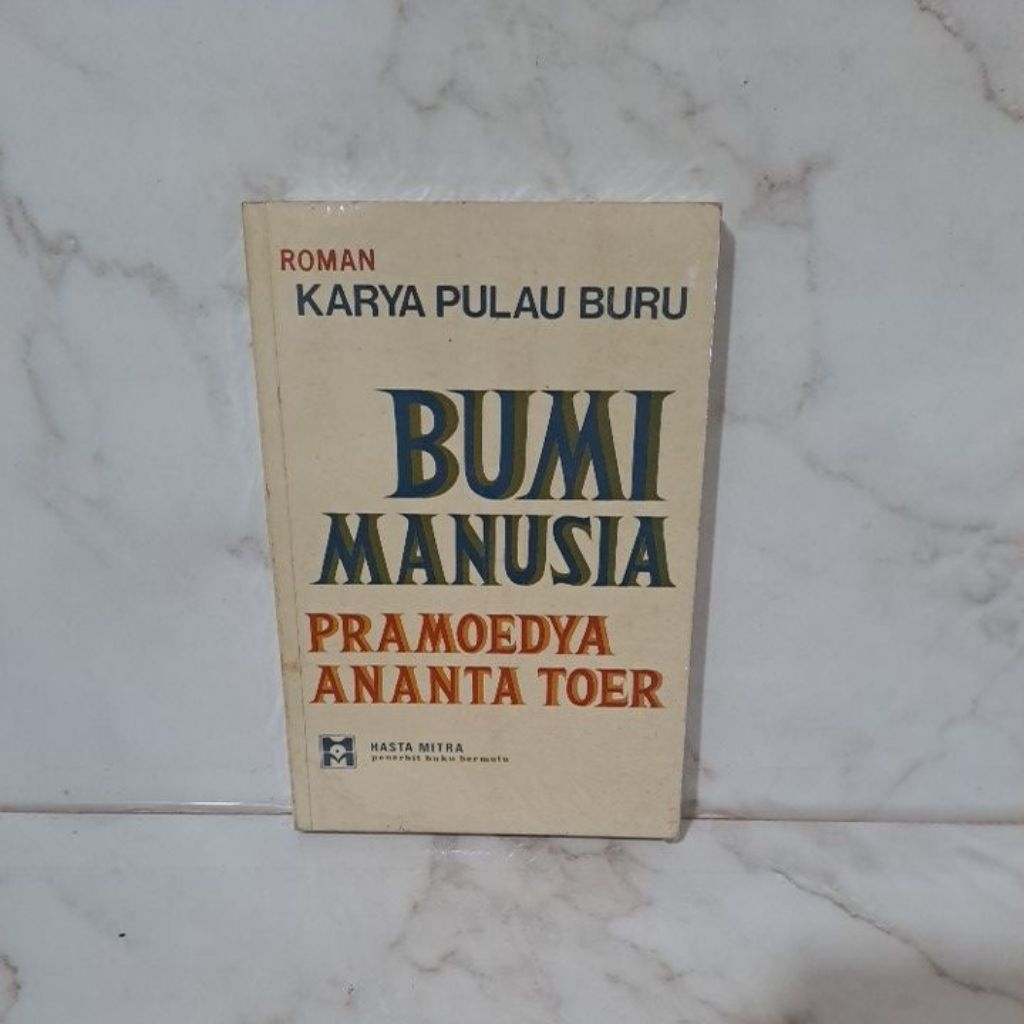 ROMAN
KARYA PULAU BURU
BUMI
MANUSIA
PRAMOEDYA
ANANTA TOER
HASTA MITRA
penerbit buku bermutu